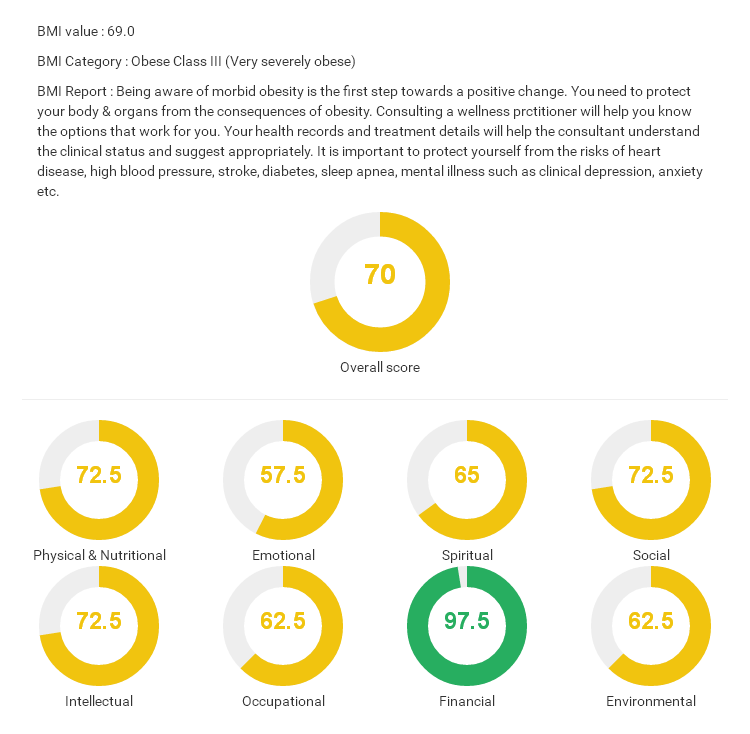 BMI value : 69.0
BMI Category : Obese Class III (Very severely obese)
BMI Report : Being aware of morbid obesity is the first step towards a positive change. You need to protect
your body & organs from the consequences of obesity. Consulting a wellness prctitioner will help you know
the options that work for you. Your health records and treatment details will help the consultant understand
the clinical status and suggest appropriately. It is important to protect yourself from the risks of heart
disease, high blood pressure, stroke, diabetes, sleep apnea, mental illness such as clinical depression, anxiety
etc.
70
Overall score
72.5 57.5 65 72.5
Physical & Nutritional Emotional Spiritual Social
72.5 62.5 97.5 62.5
Intellectual Occupational Financial Environmental